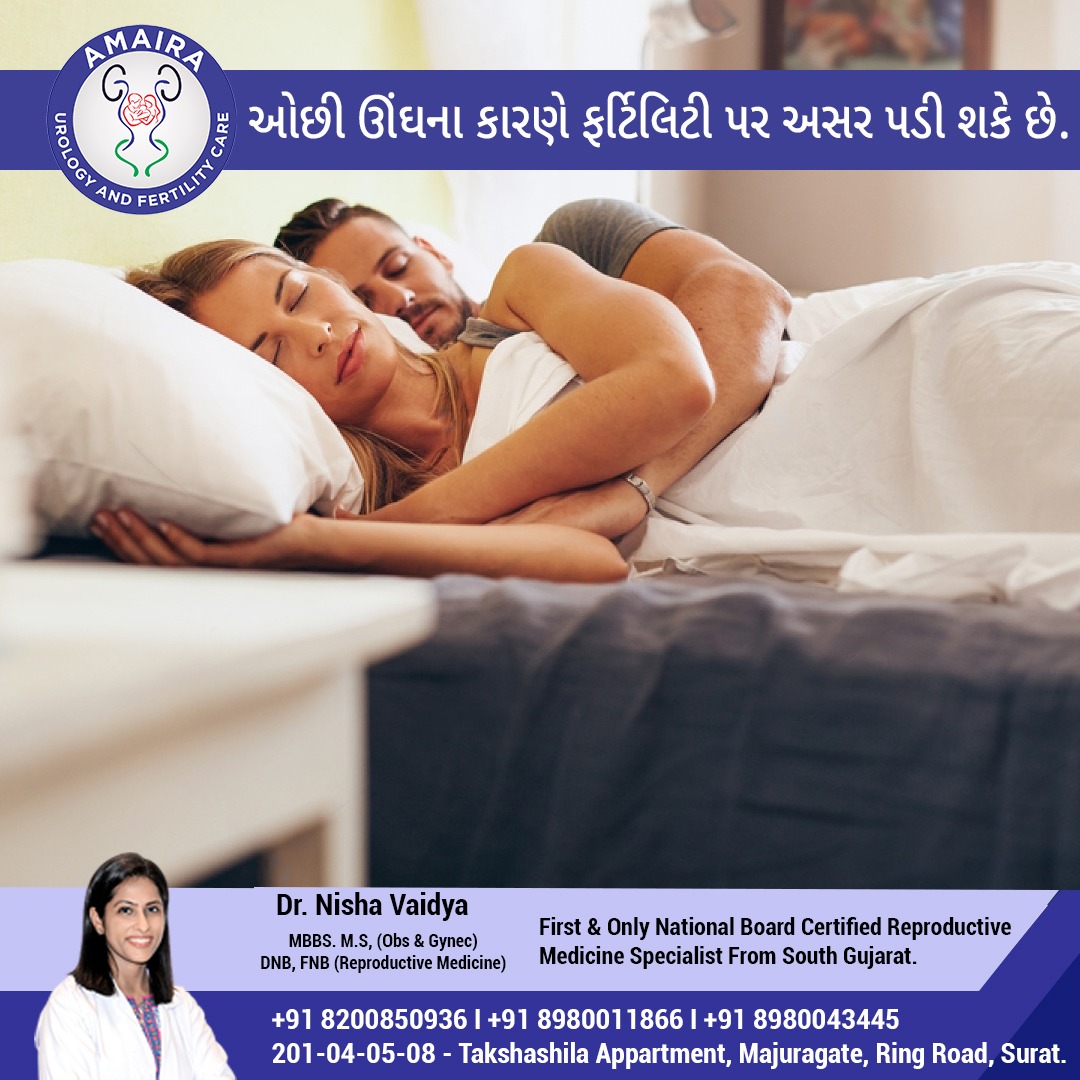 AMAIRA
UROLOGY AND FERTILITY CARE
ઓછી ઊંઘના કારણે ફર્ટિલિટી પર અસર પડી શકે છે.
Dr. Nisha Vaidya
MBBS. M.S, (Obs & Gynec)
DNB, FNB (Reproductive Medicine)
First & Only National Board Certified Reproductive
Medicine Specialist From South Gujarat.
+91 8200850936 I +91 8980011866 I +91 8980043445
201-04-05-08 - Takshashila Appartment, Majuragate, Ring Road, Surat.